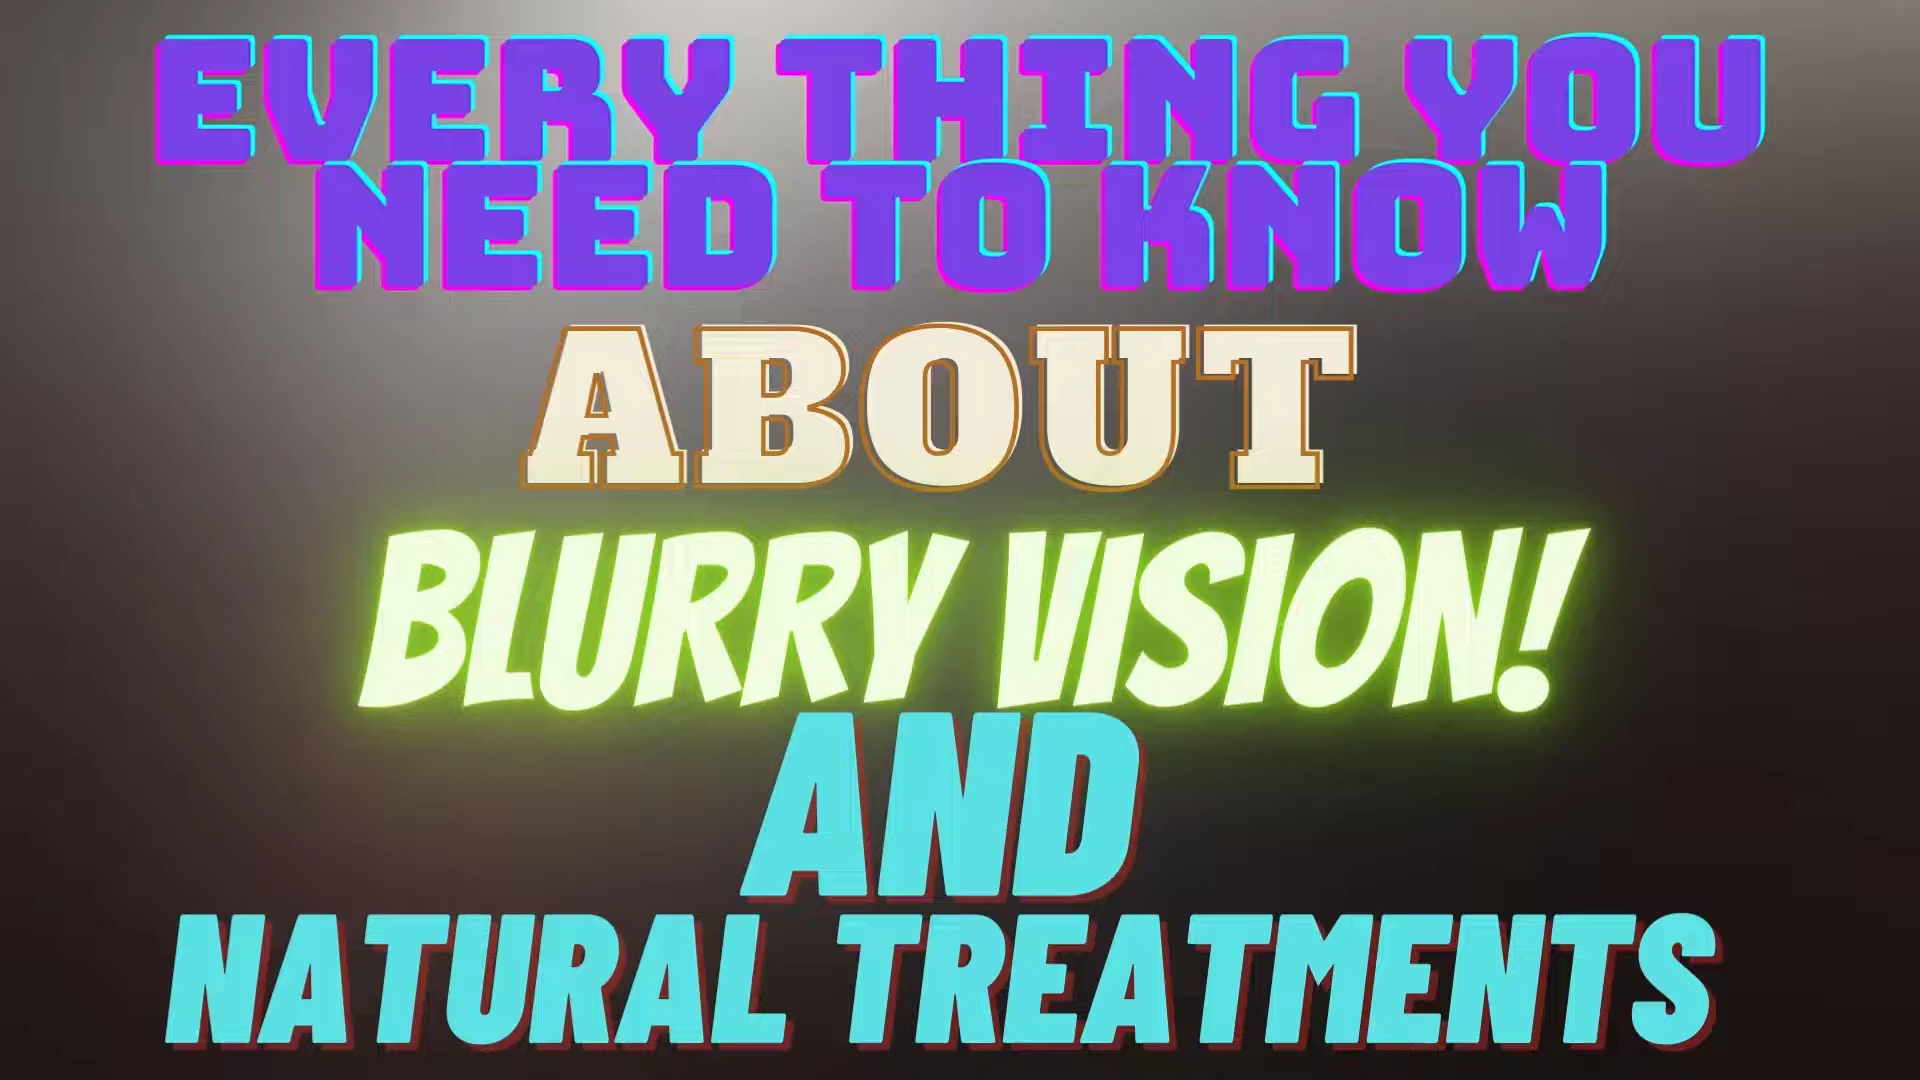 EVERY THING YOU
NEED TO KNOW
ABOUT
BLURRY VISION!
AND
NATURAL TREATMENTS